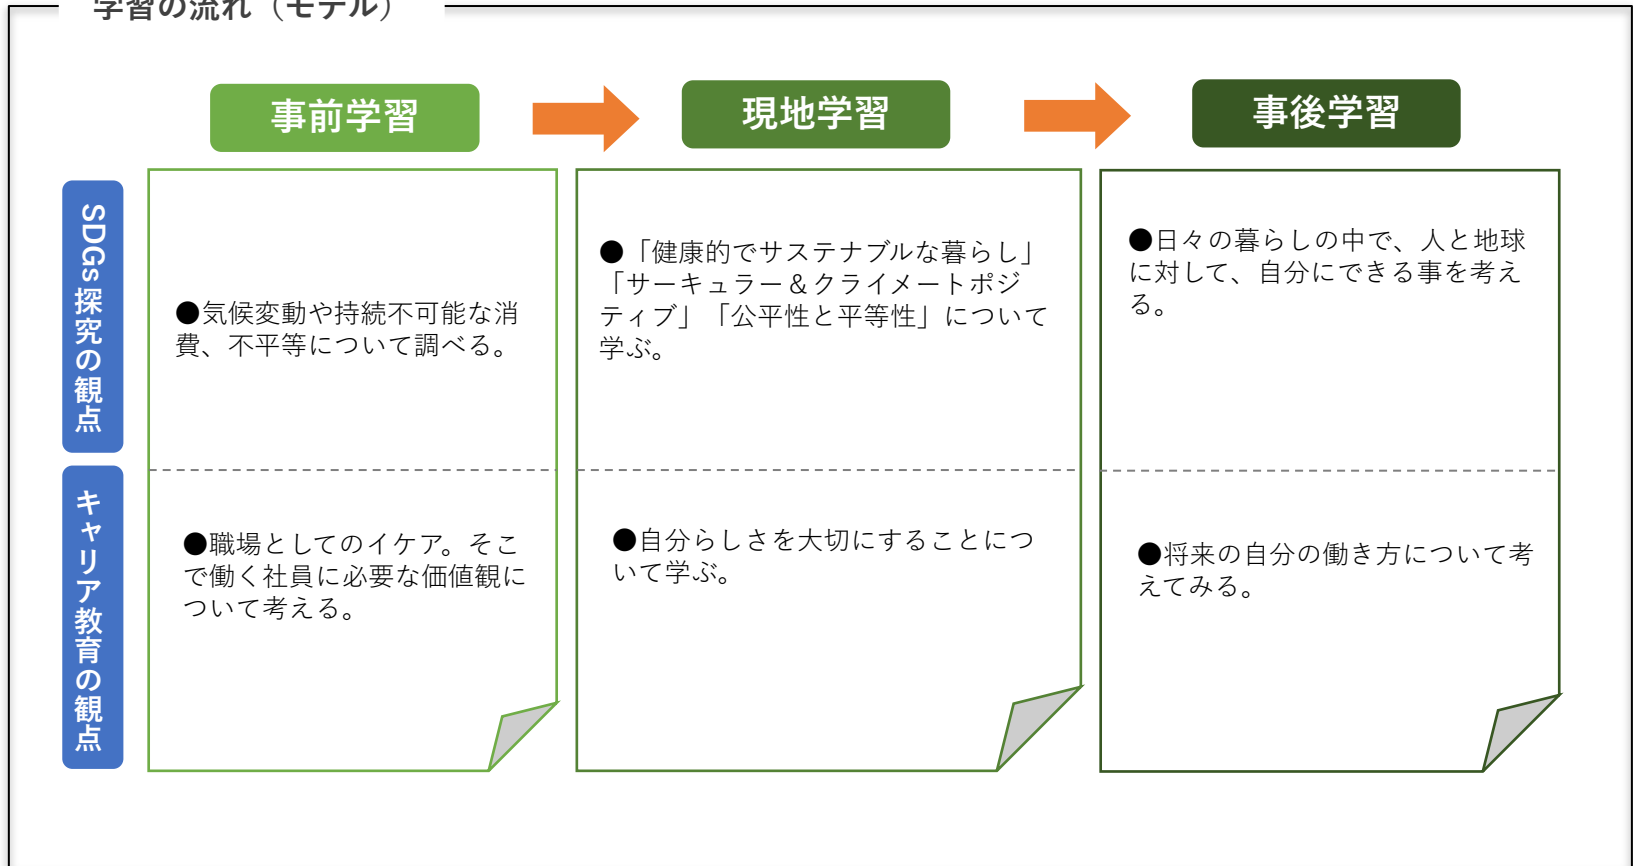 学習の流れ（モデル）
事前学習
現地学習
事後学習
SDGs探究の観点
●気候変動や持続不可能な消
費、不平等について調べる。
●「健康的でサステナブルな暮らし」
「サーキュラー＆クライメートポジ
ティブ」「公平性と平等性」について
学ぶ。
●日々の暮らしの中で、人と地球
に対して、自分にできる事を考え
る。
キャリア教育の観点
●職場としてのイケア。そこ
で働く社員に必要な価値観に
ついて考える。
●自分らしさを大切にすることにつ
いて学ぶ。
●将来の自分の働き方について考
えてみる。